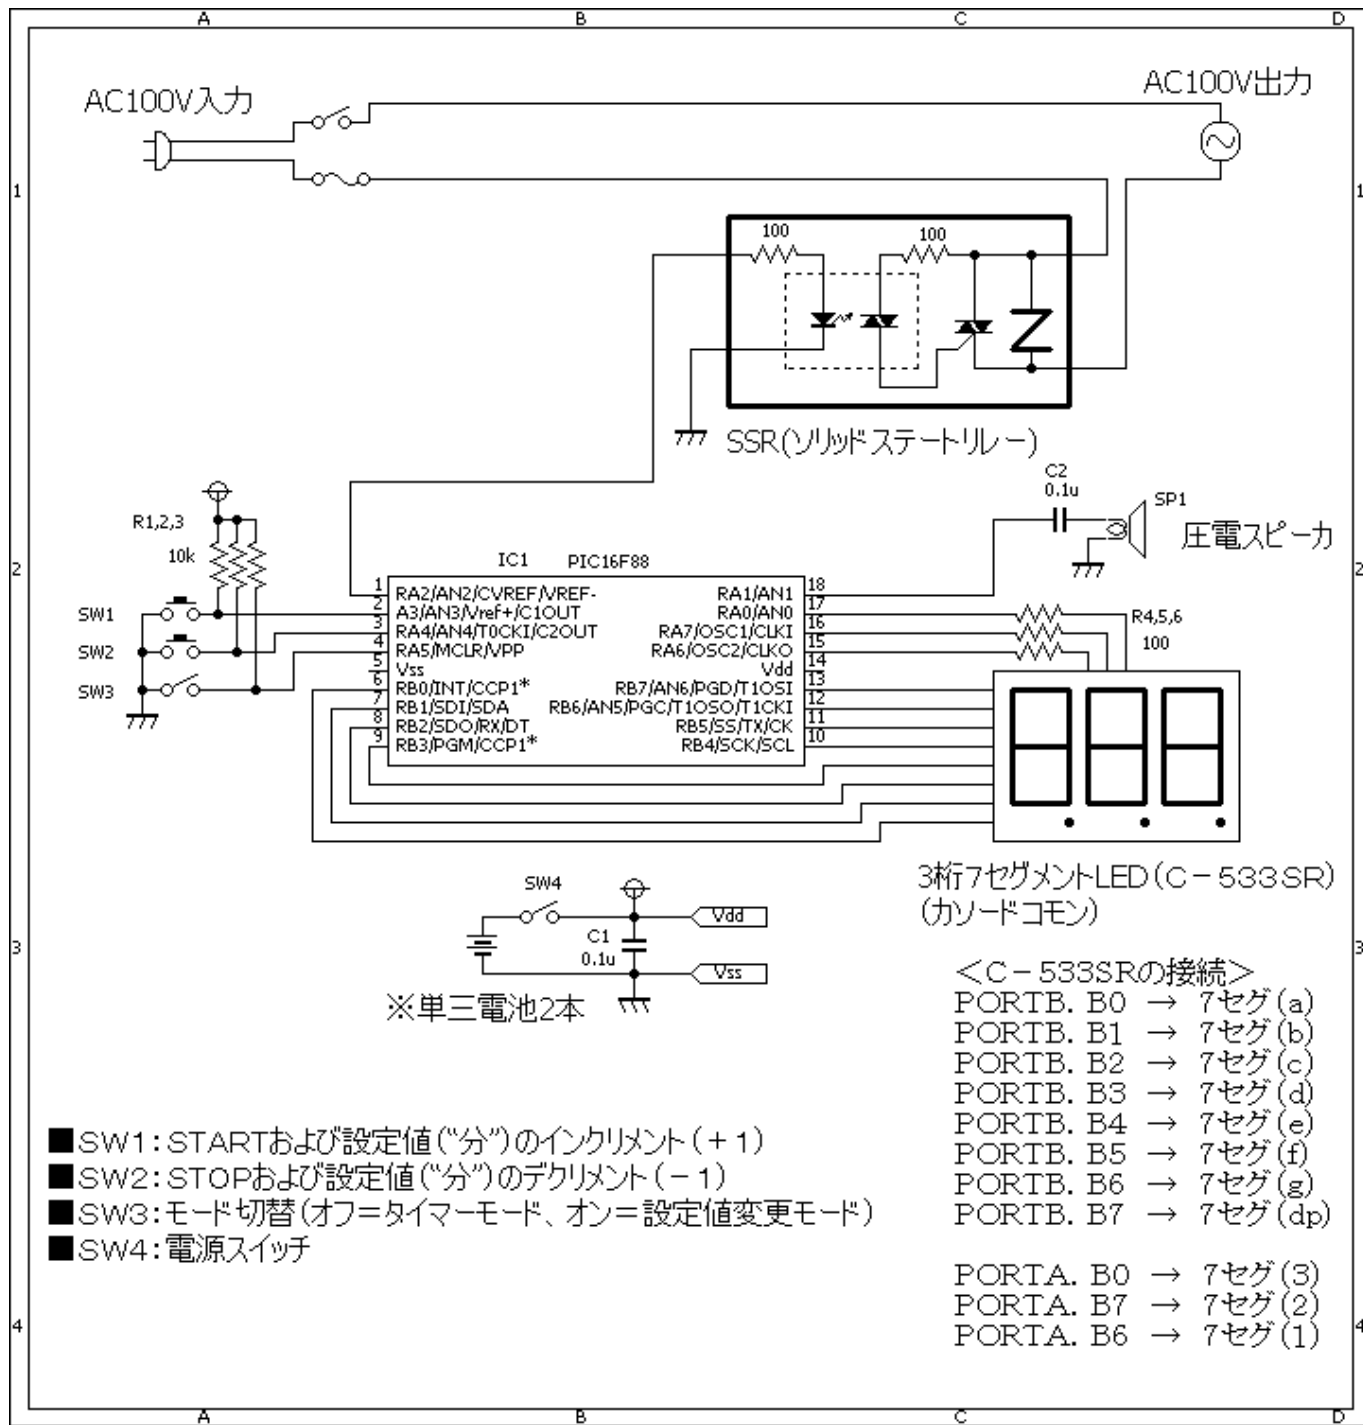 A B C D
AC100V入力
AC100V出力
1 1
100
100
SSR(ソリッドステートリレー)
C2
0.1u
SP1
圧電スピーカ
R1,2,3
10k
IC1 PIC16F88
2 2
1 RA2/AN2/CVREF/VREF- RA1/AN1 18
2 A3/AN3/Vref+/C1OUT RA0/AN0 17
3 RA4/AN4/T0CKI/C2OUT RA7/OSC1/CLKI 16
4 RA5/MCLR/VPP RA6/OSC2/CLKO 15
5 Vss Vdd 14
6 RB0/INT/CCP1* RB7/AN6/PGD/T1OSI 13
7 RB1/SDI/SDA RB6/AN5/PGC/T1OSO/T1CKI 12
8 RB2/SDO/RX/DT RB5/SS/TX/CK 11
9 RB3/PGM/CCP1* RB4/SCK/SCL 10
SW1
SW2
SW3
R4,5,6
100
3桁7セグメントLED(C-533SR)
(カソードコモン)
SW4
Vdd
C1
0.1u
Vss
3 3
※単三電池2本
<C-533SRの接続>
PORTB. B0 → 7セグ(a)
PORTB. B1 → 7セグ(b)
PORTB. B2 → 7セグ(c)
PORTB. B3 → 7セグ(d)
PORTB. B4 → 7セグ(e)
PORTB. B5 → 7セグ(f)
PORTB. B6 → 7セグ(g)
PORTB. B7 → 7セグ(dp)
PORTA. B0 → 7セグ(3)
PORTA. B7 → 7セグ(2)
PORTA. B6 → 7セグ(1)
■SW1:STARTおよび設定値("分")のインクリメント(+1)
■SW2:STOPおよび設定値("分")のデクリメント(-1)
■SW3:モード切替(オフ=タイマーモード、オン=設定値変更モード)
■SW4:電源スイッチ
4 4
A B C D